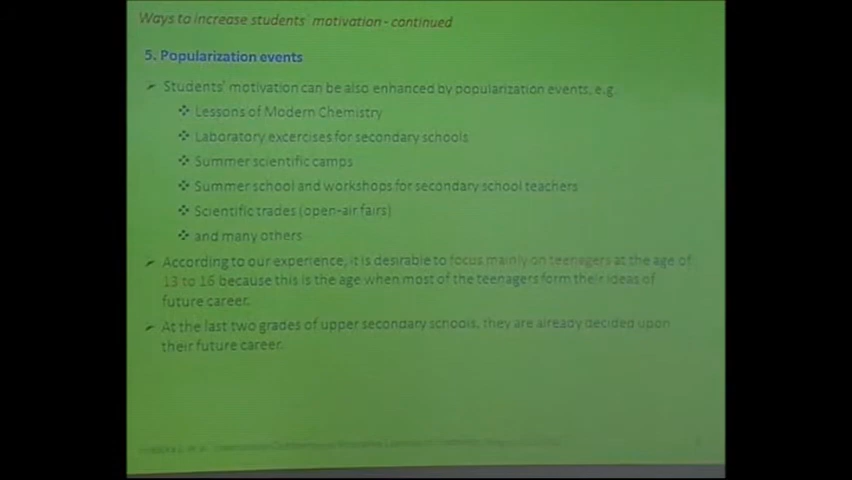 Ways to increase students' motivation - continued
5. Popularization events
Students' motivation can be also enhanced by popularization events, e.g.
Lessons of Modern Chemistry
Laboratory excercises for secondary schools
Summer scientific camps
Summer school and workshops for secondary school teachers
Scientific trades (open-air fairs)
and many others
According to our experience, it is desirable to focus mainly on teenagers at the age of
13 to 16 because this is the age when most of the teenagers form their ideas of
future career.
At the last two grades of upper secondary schools, they are already decided upon
their future career.